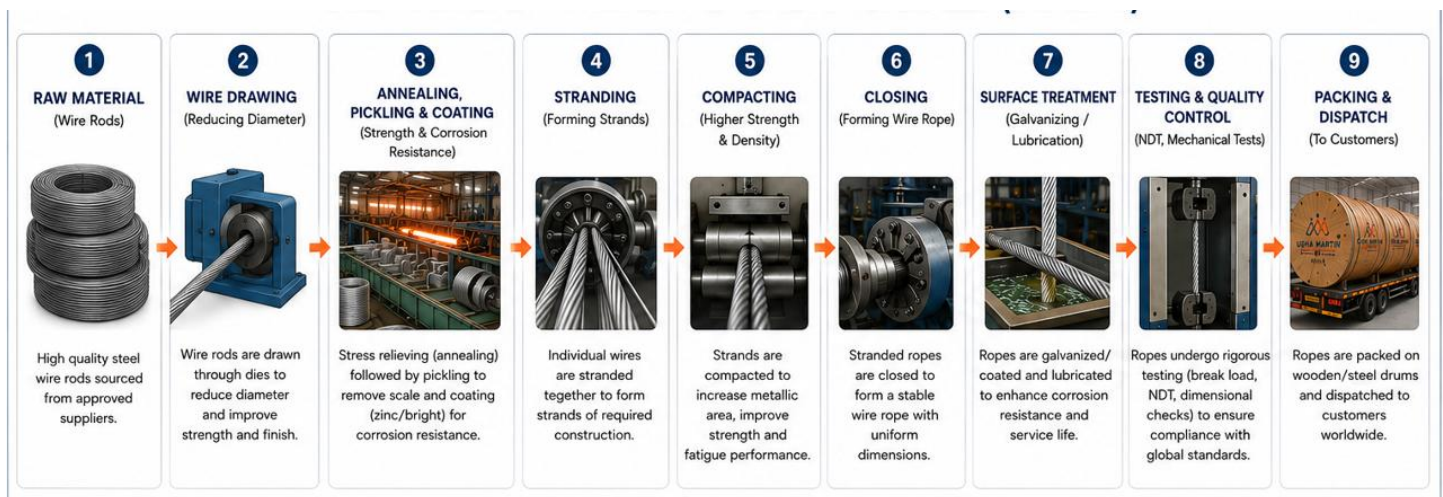 1
RAW MATERIAL
(Wire Rods)
High quality steel
wire rods sourced
from approved
suppliers.
2
WIRE DRAWING
(Reducing Diameter)
Wire rods are drawn
through dies to
reduce diameter
and improve
strength and finish.
3
ANNEALING,
PICKLING & COATING
(Strength & Corrosion
Resistance)
Stress relieving (annealing)
followed by pickling to
remove scale and coating
(zinc/bright) for
corrosion resistance.
4
STRANDING
(Forming Strands)
Individual wires
are stranded
together to form
strands of required
construction.
5
COMPACTING
(Higher Strength
& Density)
Strands are
compacted to
increase metallic
area, improve
strength and
fatigue performance.
6
CLOSING
(Forming Wire Rope)
Stranded ropes
are closed to
form a stable
wire rope with
uniform
dimensions.
7
SURFACE TREATMENT
(Galvanizing /
Lubrication)
Ropes are galvanized/
coated and lubricated
to enhance corrosion
resistance and
service life.
8
TESTING & QUALITY
CONTROL
(NDT, Mechanical Tests)
Ropes undergo rigorous
testing (break load,
NDT, dimensional
checks) to ensure
compliance with
global standards.
9
PACKING &
DISPATCH
(To Customers)
MARTIN
Ropes are packed on
wooden/steel drums
and dispatched to
customers
worldwide.